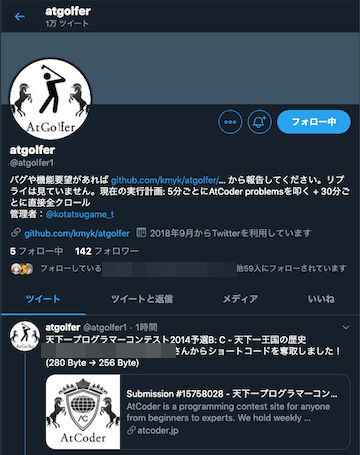 atgolfer
1万 ツイート
AtGolfer
フォロー中
atgolfer
@atgolfer1
バグや機能要望があれば github.com/kmyk/atgolfer/... から報告してください。リプ
ライは見ていません。現在の実行計画: 5分ごとにAtCoder problemsを叩く + 30分ご
とに直接全クロール
管理者：@kotatsugame_t
github.com/kmyk/atgolfer 2018年9月からTwitterを利用しています
5 フォロー中 142 フォロワー
フォローしている 他59人にフォローされています
ツイート ツイートと返信 メディア いいね
AtGolfer
atgolfer @atgolfer1 · 1時間
天下一プログラマーコンテスト2014予選B: C - 天下一王国の歴史
さんからショートコードを奪取しました！
(280 Byte → 256 Byte)
AtCoder
Submission #15758028 - 天下一プログラマーコン...
AtCoder is a programming contest site for anyone
from beginners to experts. We hold weekly ...
atcoder.jp